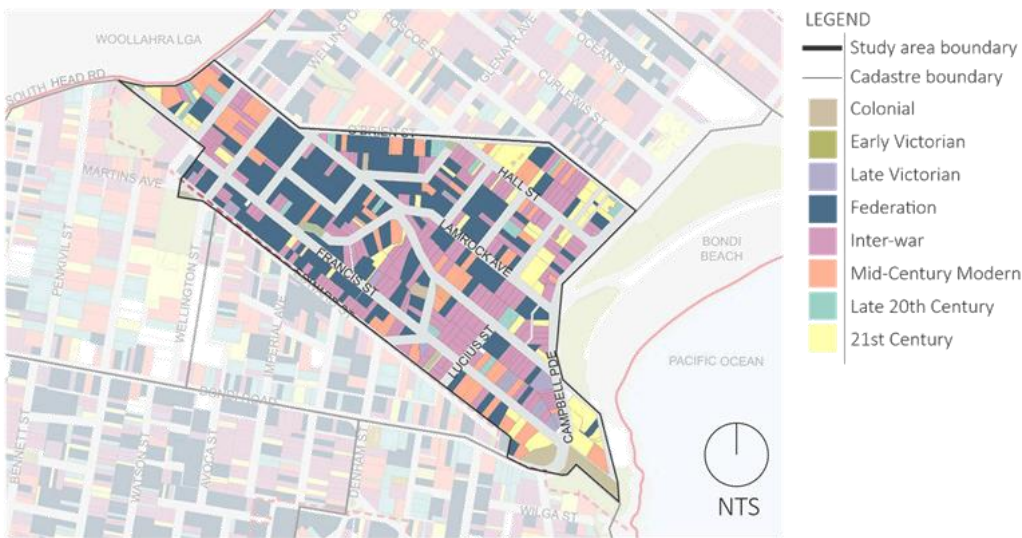 WOOLLAHRA LGA
SOUTH HEAD RD
WELLINGTON
ROSCOE ST
GLENAYR AVE
OCEAN ST
CURLEWIS ST
O'BRIEN ST
HALL ST
MARTINS AVE
LAMROCK AVE
BONDI
BEACH
PENKIVIL ST
WELLINGTON ST
FRANCIS ST
IMPERIAL AVE
LUCIUS ST
CAMPBELL PDE
PACIFIC OCEAN
BONDI ROAD
BENNETT ST
WATSON ST
AVOCA ST
DENHAM ST
WILGA ST
NTS
LEGEND
Study area boundary
Cadastre boundary
Colonial
Early Victorian
Late Victorian
Federation
Inter-war
Mid-Century Modern
Late 20th Century
21st Century